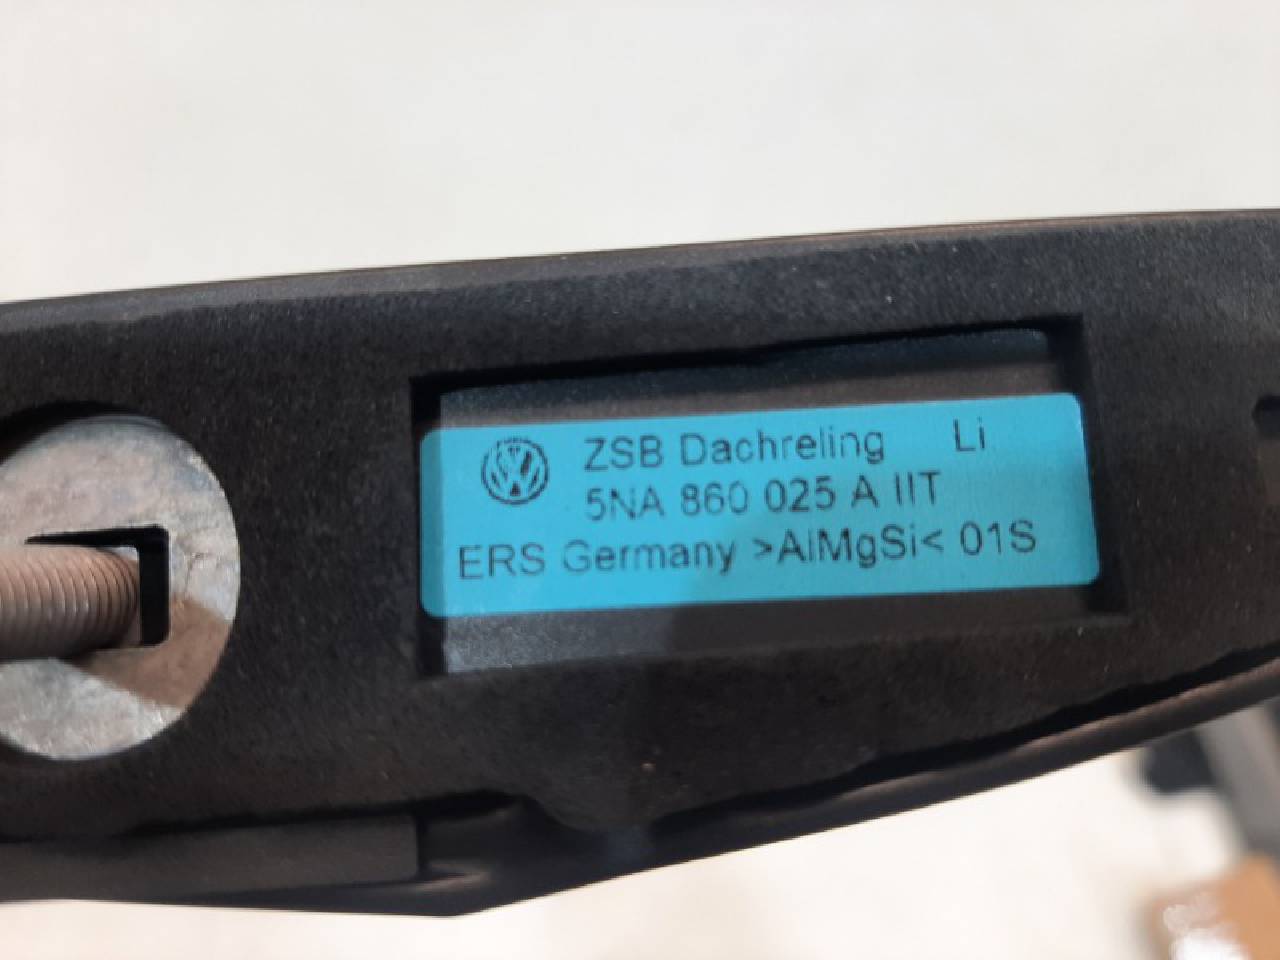 ZSB Dachreling Li
5NA 860 025 A IIT
ERS Germany >AlMgSi< 01S